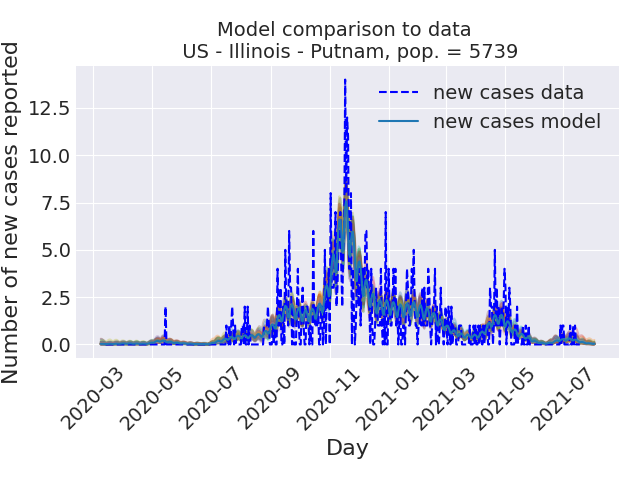 Model comparison to data
US - Illinois - Putnam, pop. = 5739
Number of new cases reported
12.5
10.0
7.5
5.0
2.5
0.0
new cases data
new cases model
2020-03
2020-05
2020-07
2020-09
2020-11
2021-01
2021-03
2021-05
2021-07
Day